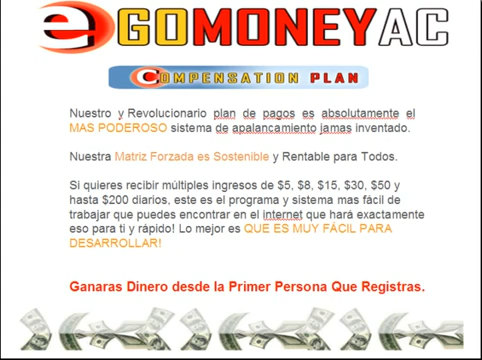 e GOMONEYAC
COMPENSATION PLAN
Nuestro y Revolucionario plan de pagos es absolutamente el
MAS PODEROSO sistema de apalancamiento jamas inventado.
Nuestra Matriz Forzada es Sostenible y Rentable para Todos.
Si quieres recibir múltiples ingresos de $5, $8, $15, $30, $50 y
hasta $200 diarios, este es el programa y sistema mas fácil de
trabajar que puedes encontrar en el internet que hará exactamente
eso para ti y rápido! Lo mejor es QUE ES MUY FÁCIL PARA
DESARROLLAR!
Ganaras Dinero desde la Primer Persona Que Registras.